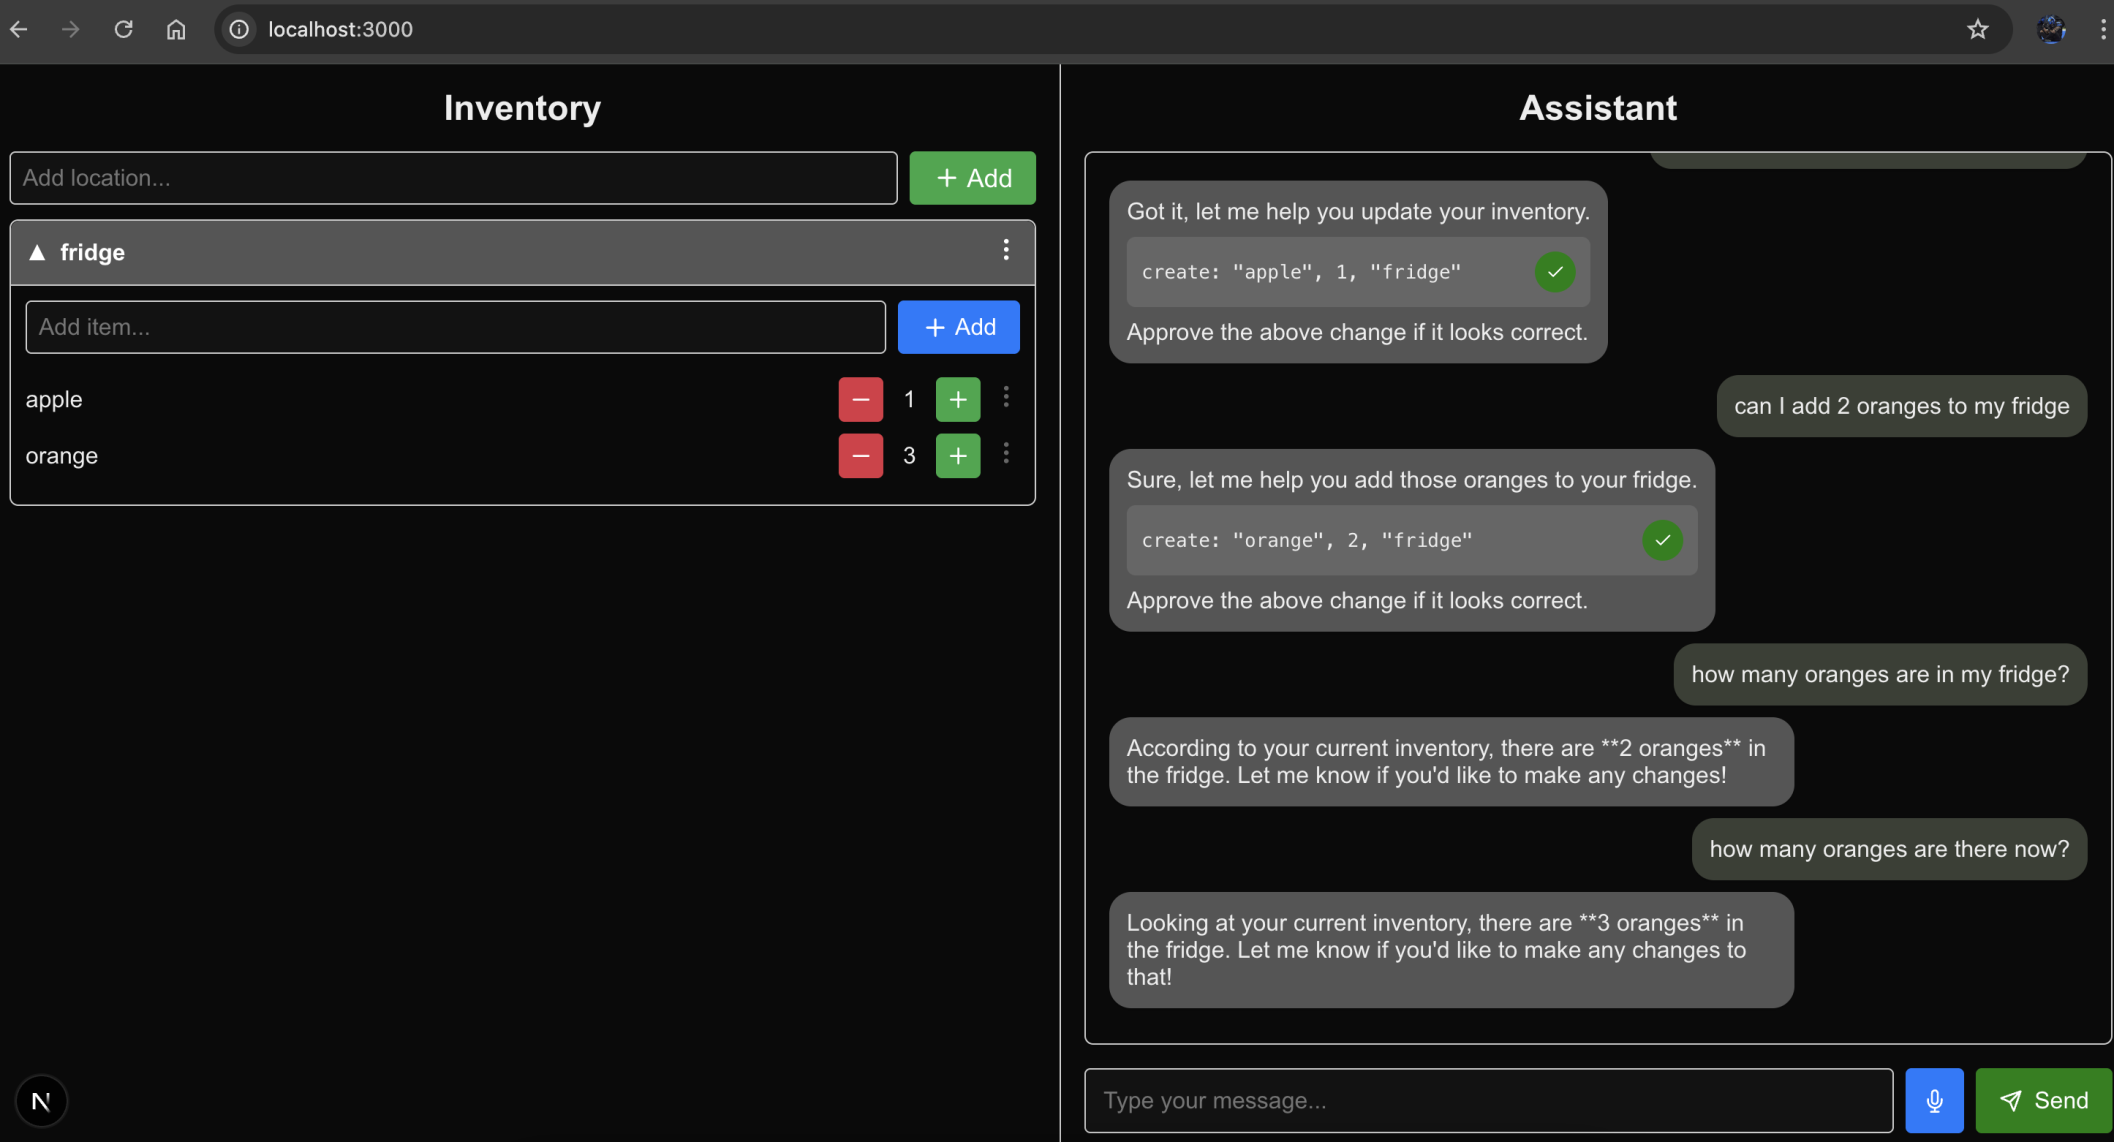 localhost:3000
Inventory
Add location...
+ Add
▲ fridge
Add item...
+ Add
apple
− 1 +
orange
− 3 +
N
Assistant
Got it, let me help you update your inventory.
create: "apple", 1, "fridge"
Approve the above change if it looks correct.
can I add 2 oranges to my fridge
Sure, let me help you add those oranges to your fridge.
create: "orange", 2, "fridge"
Approve the above change if it looks correct.
how many oranges are in my fridge?
According to your current inventory, there are **2 oranges** in
the fridge. Let me know if you'd like to make any changes!
how many oranges are there now?
Looking at your current inventory, there are **3 oranges** in
the fridge. Let me know if you'd like to make any changes to
that!
Type your message...
Send